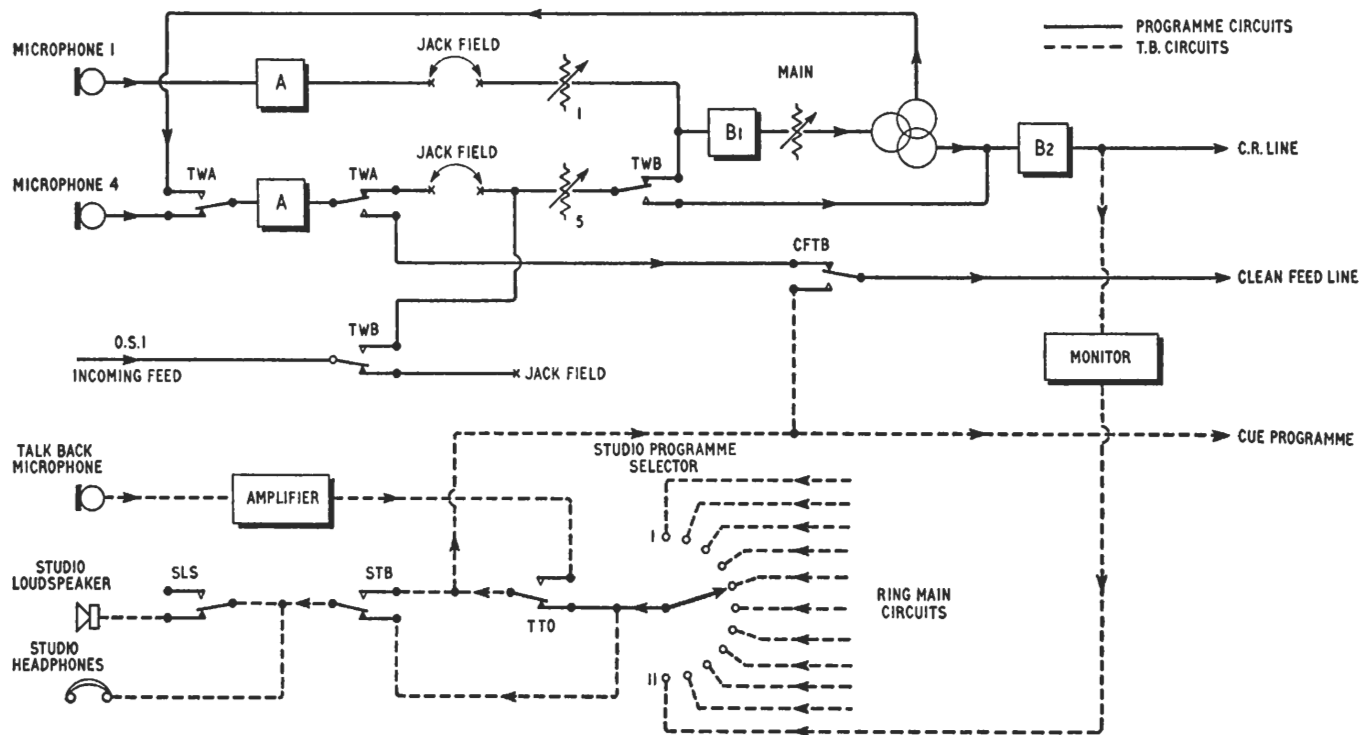 PROGRAMME CIRCUITS
T.B. CIRCUITS
MICROPHONE 1
A
JACK FIELD
1
MAIN
B1
B2
C.R. LINE
MICROPHONE 4
TWA
A
TWA
JACK FIELD
5
TWB
CFTB
CLEAN FEED LINE
O.S.1
INCOMING FEED
TWB
JACK FIELD
MONITOR
CUE PROGRAMME
TALK BACK
MICROPHONE
AMPLIFIER
STUDIO PROGRAMME
SELECTOR
I
STUDIO
LOUDSPEAKER
SLS
STB
TTO
RING MAIN
CIRCUITS
STUDIO
HEADPHONES
II